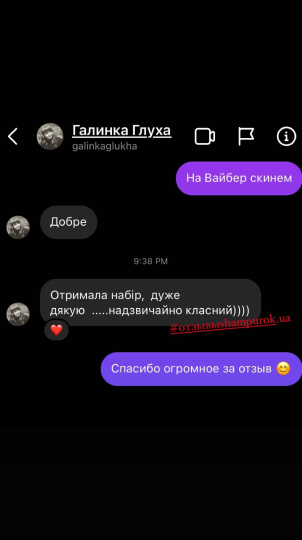 Галинка Глуха
galinkaglukha
На Вайбер скинем
Добре
9:38 PM
Отримала набір, дуже
дякую .....надзвичайно класний))))
#отзывыshampurok.ua
Спасибо огромное за отзыв 😊